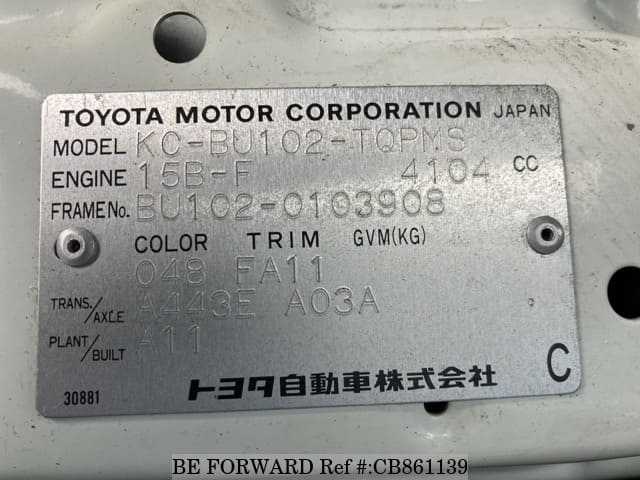 TOYOTA MOTOR CORPORATION JAPAN
MODEL KC-BU102-TQPMS
ENGINE 15B-F 4104 CC
FRAME No. BU102-0103908
COLOR TRIM GVM(KG)
048 FA11
TRANS./AXLE A443E A03A
PLANT/BUILT A11
30881 トヨタ自動車株式会社 C
BE FORWARD Ref #:CB861139